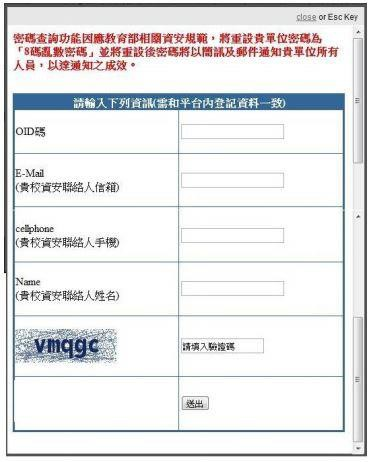 close or Esc Key
密碼查詢功能因應教育部相關資安規範，將重設貴單位密碼為
「8碼亂數密碼」並將重設後密碼將以簡訊及郵件通知貴單位所有
人員，以達通知之成效。
請輸入下列資訊(需和平台內登記資料一致)
OID碼
E-Mail
(貴校資安聯絡人信箱)
cellphone
(貴校資安聯絡人手機)
Name
(貴校資安聯絡人姓名)
vmqgc
請填入驗證碼
送出